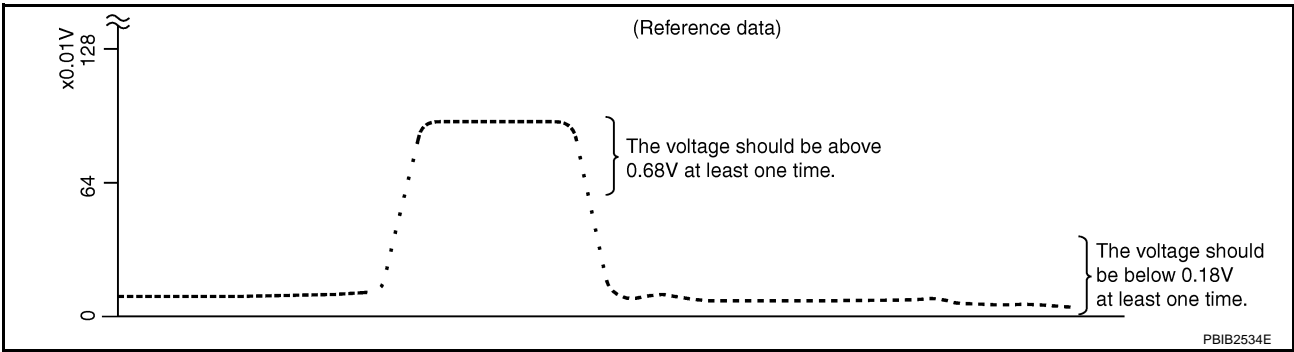 (Reference data)
x0.01V
128
64
0
The voltage should be above
0.68V at least one time.
The voltage should
be below 0.18V
at least one time.
PBIB2534E